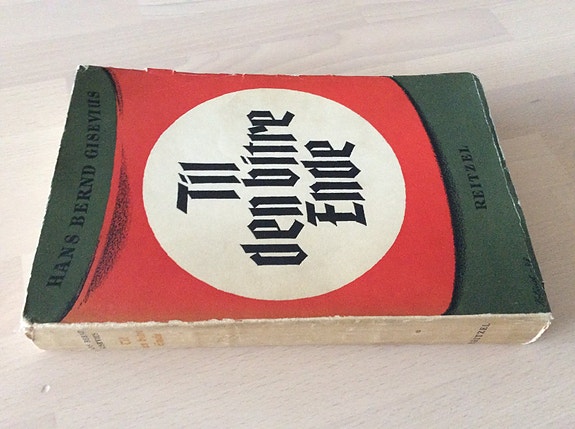 HANS BERND GISEVIUS
Til
den bitre
Ende
REITZEL